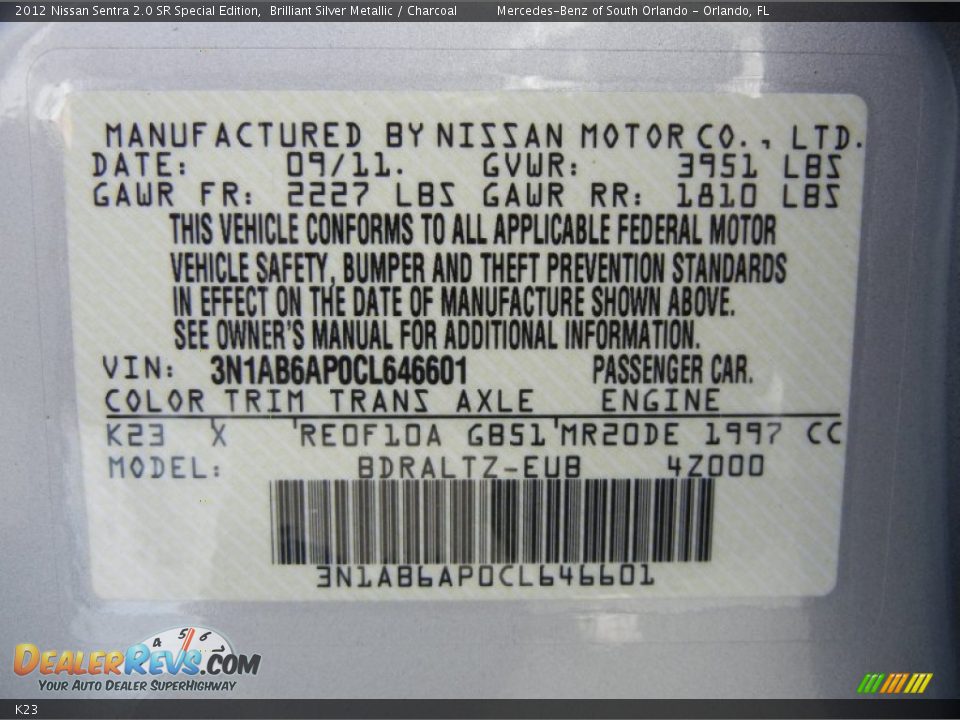 2012 Nissan Sentra 2.0 SR Special Edition, Brilliant Silver Metallic / Charcoal Mercedes-Benz of South Orlando - Orlando, FL
MANUFACTURED BY NISSAN MOTOR CO., LTD.
DATE: 09/11. GVWR: 3951 LBS
GAWR FR: 2227 LBS GAWR RR: 1810 LBS
THIS VEHICLE CONFORMS TO ALL APPLICABLE FEDERAL MOTOR
VEHICLE SAFETY, BUMPER AND THEFT PREVENTION STANDARDS
IN EFFECT ON THE DATE OF MANUFACTURE SHOWN ABOVE.
SEE OWNER'S MANUAL FOR ADDITIONAL INFORMATION.
VIN: 3N1AB6AP0CL646601 PASSENGER CAR.
COLOR TRIM TRANS AXLE ENGINE
K23 X 'RE0F10A GB51'MR20DE 1997 CC
MODEL: BDRALTZ-EUB 4Z000
3N1AB6AP0CL646601
4 5 6 7
DEALERREVS.COM
YOUR AUTO DEALER SUPERHIGHWAY
K23